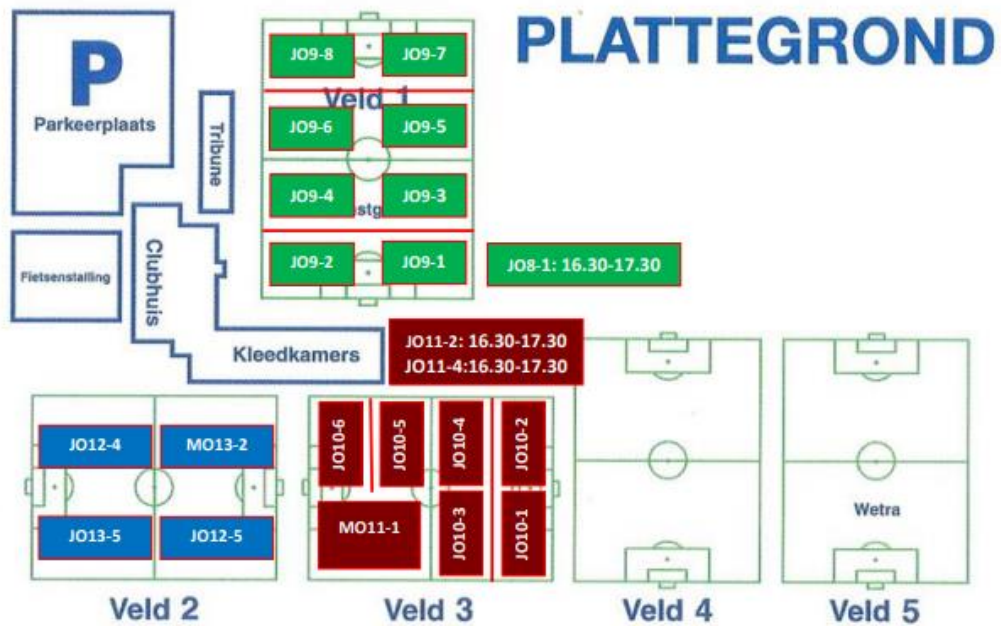 PLATTEGROND
P
Parkeerplaats
Tribune
Fietsenstalling
Clubhuis
Kleedkamers
JO9-8
JO9-7
Veld 1
JO9-6
JO9-5
JO9-4
JO9-3
JO9-2
JO9-1
JO8-1: 16.30-17.30
JO11-2: 16.30-17.30
JO11-4:16.30-17.30
JO12-4
MO13-2
JO13-5
JO12-5
Veld 2
JO10-6
JO10-5
JO10-4
JO10-2
MO11-1
JO10-3
JO10-1
Veld 3
Veld 4
Wetra
Veld 5